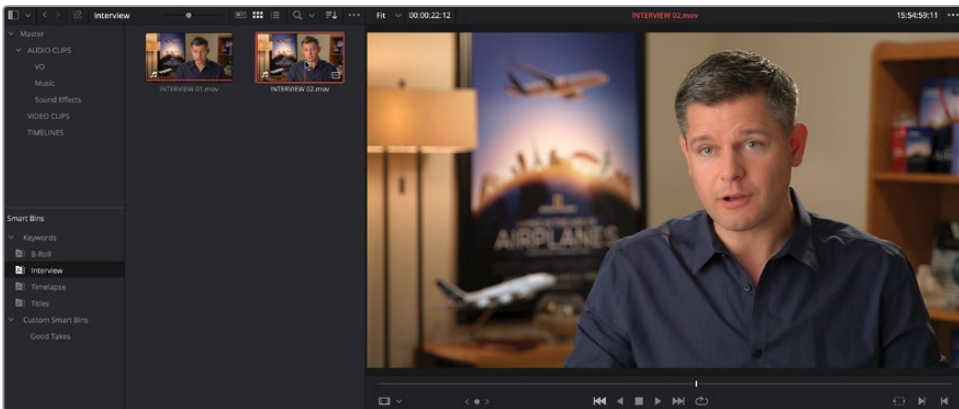 Interview
Fit
00:00:22:12
INTERVIEW 02.mov
15:54:59:11
Master
AUDIO CLIPS
VO
Music
Sound Effects
VIDEO CLIPS
TIMELINES
INTERVIEW 01.mov
INTERVIEW 02.mov
Smart Bins
Keywords
B-Roll
Interview
Timelapse
Titles
Custom Smart Bins
Good Takes
AIRPLANES